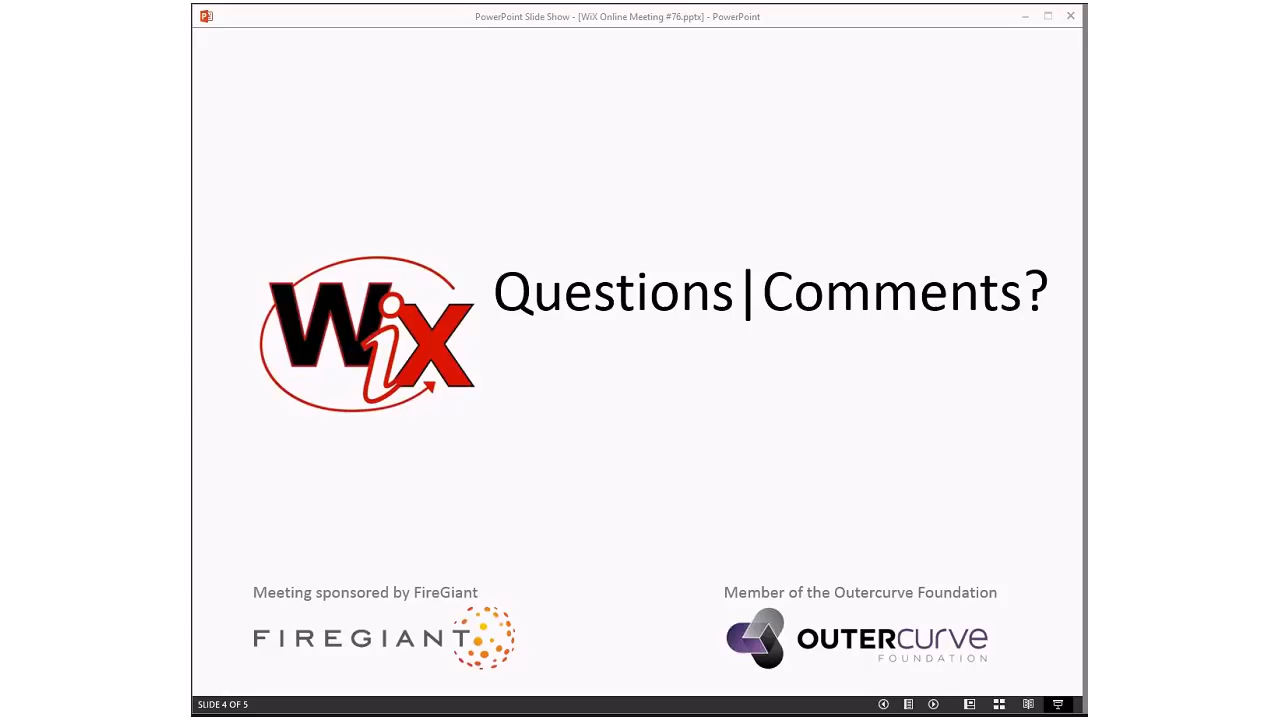 PowerPoint Slide Show - [WiX Online Meeting #76.pptx] - PowerPoint
WiX
Questions|Comments?
Meeting sponsored by FireGiant
FIREGIANT
Member of the Outercurve Foundation
OUTERCURVE
FOUNDATION
SLIDE 4 OF 5